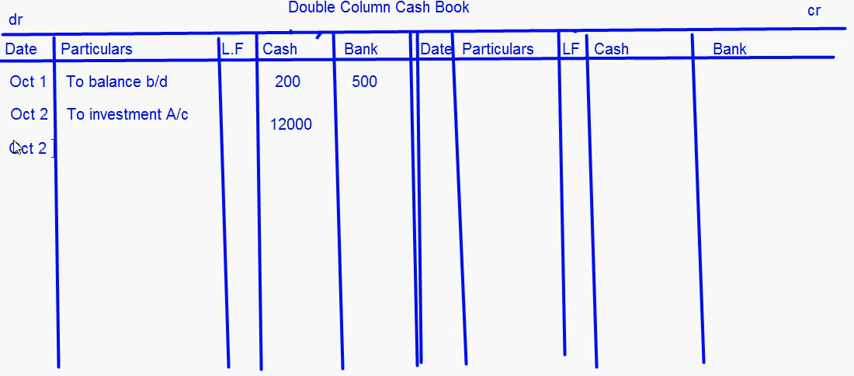 Double Column Cash Book
dr cr
Date Particulars L.F Cash Bank Date Particulars LF Cash Bank
Oct 1 To balance b/d 200 500
Oct 2 To investment A/c 12000
Oct 2